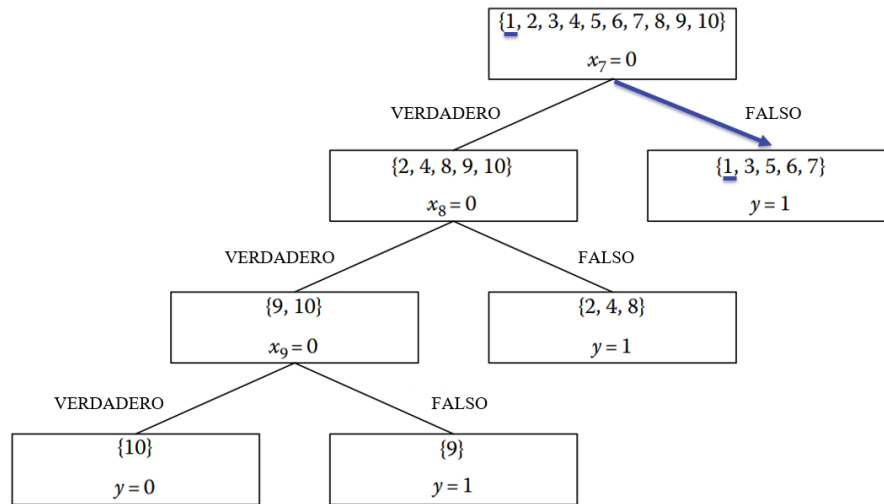 {1, 2, 3, 4, 5, 6, 7, 8, 9, 10}
x₇ = 0
VERDADERO
FALSO
{2, 4, 8, 9, 10}
x₈ = 0
{1, 3, 5, 6, 7}
y = 1
VERDADERO
FALSO
{9, 10}
x₉ = 0
{2, 4, 8}
y = 1
VERDADERO
FALSO
{10}
y = 0
{9}
y = 1